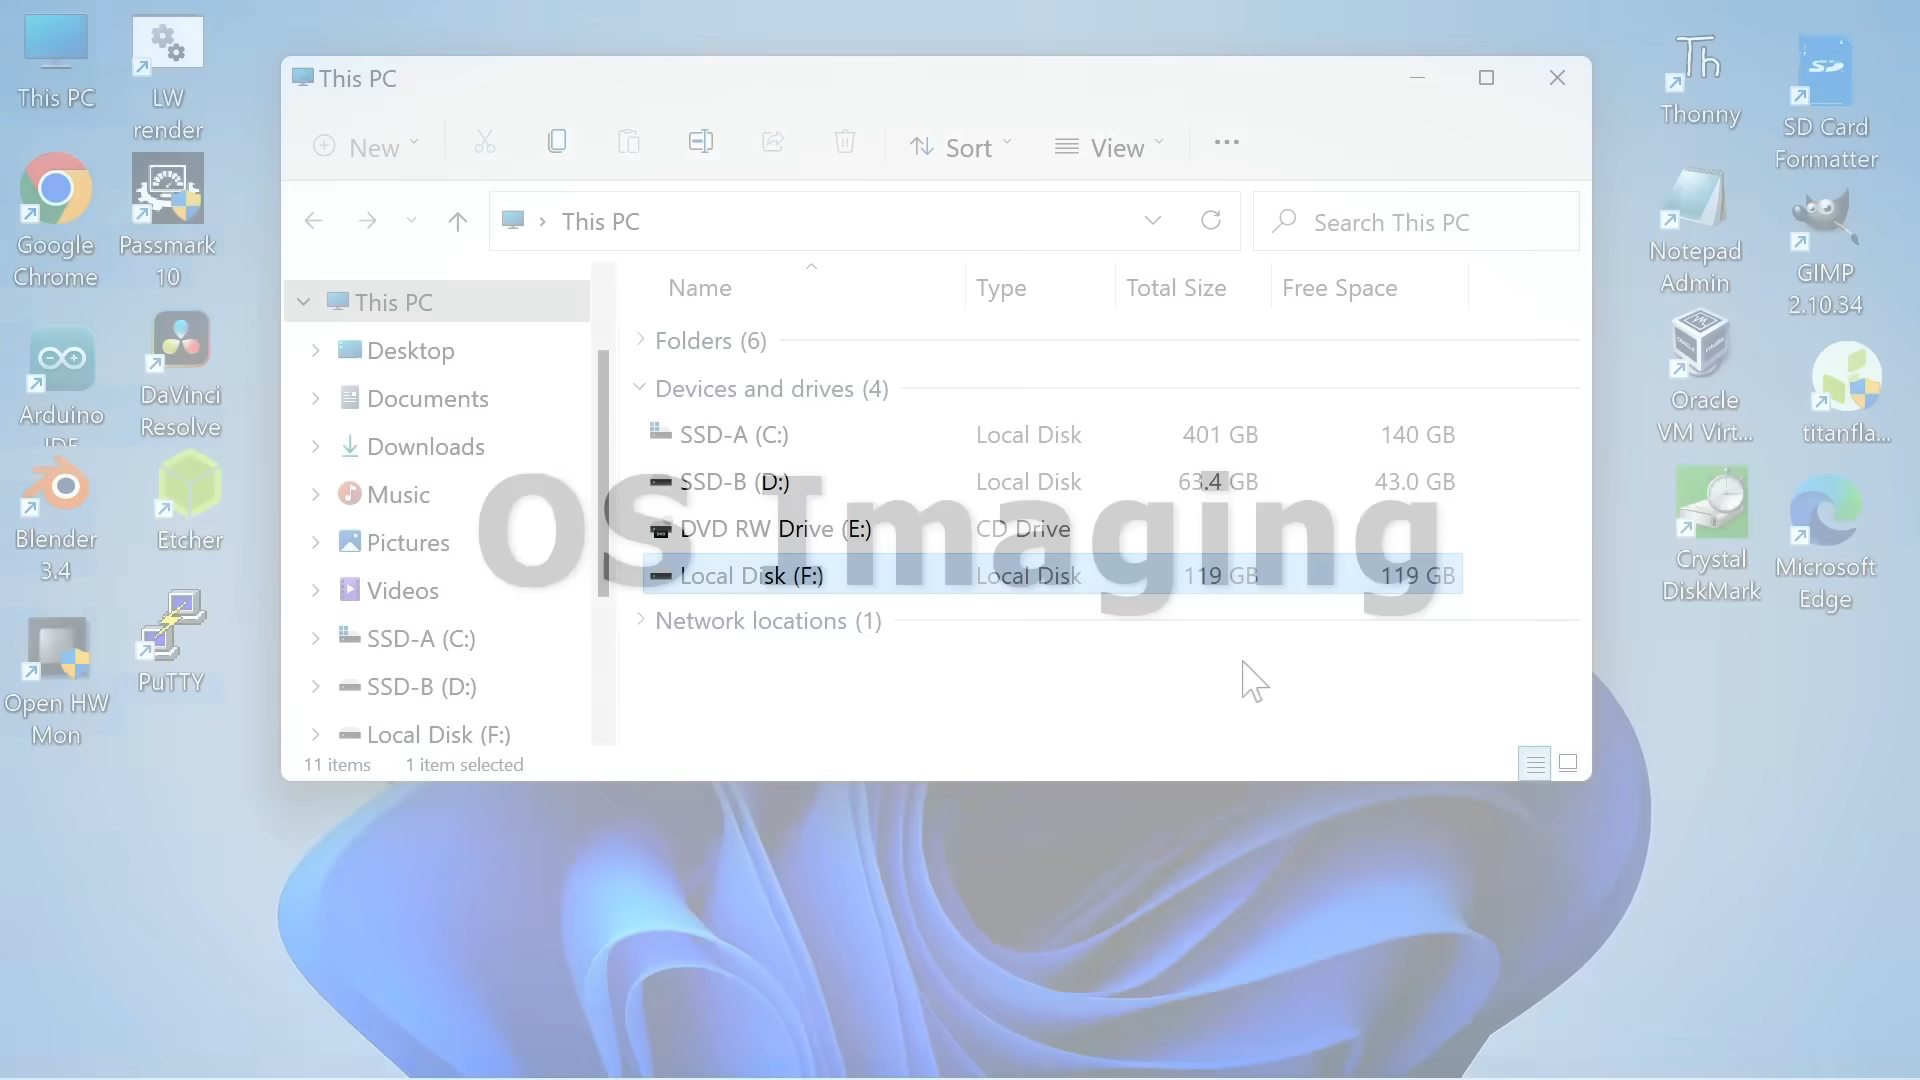 This PC
LW
render
This PC
New
Sort
View
Thonny
SD
SD Card
Formatter
Google
Chrome
Passmark
10
This PC
Search This PC
Notepad
Admin
GIMP
2.10.34
Name
Type
Total Size
Free Space
This PC
Desktop
Documents
Downloads
Music
Pictures
Videos
SSD-A (C:)
SSD-B (D:)
Local Disk (F:)
Folders (6)
Devices and drives (4)
SSD-A (C:) Local Disk 401 GB 140 GB
SSD-B (D:) Local Disk 63.4 GB 43.0 GB
DVD RW Drive (E:) CD Drive
Local Disk (F:) Local Disk 119 GB 119 GB
Network locations (1)
OS Imaging
Arduino
IDE
DaVinci
Resolve
Oracle
VM Virt...
titanfla...
Blender
3.4
Etcher
Crystal
DiskMark
Microsoft
Edge
Open HW
Mon
PuTTY
11 items 1 item selected